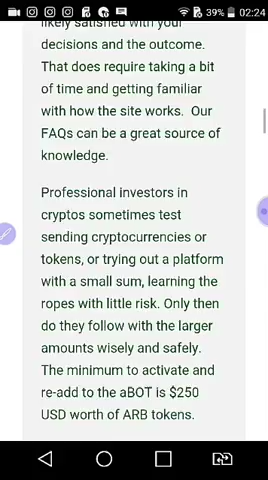 39% 02:24
likely satisfied with your
decisions and the outcome.
That does require taking a bit
of time and getting familiar
with how the site works. Our
FAQs can be a great source of
knowledge.
Professional investors in
cryptos sometimes test
sending cryptocurrencies or
tokens, or trying out a platform
with a small sum, learning the
ropes with little risk. Only then
do they follow with the larger
amounts wisely and safely.
The minimum to activate and
re-add to the aBOT is $250
USD worth of ARB tokens.